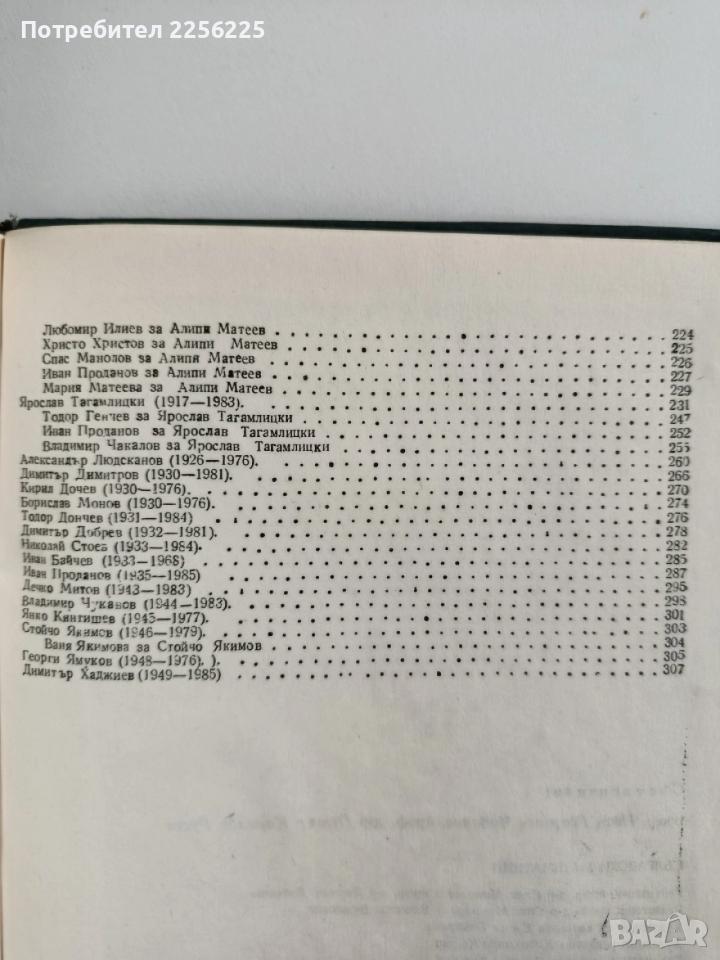 Потребител 2256225
Любомир Илиев за Алипи Матеев . . . . . . . . . . . . . . . . . . 224
Христо Христов за Алипи Матеев . . . . . . . . . . . . . . . . . . 225
Спас Манолов за Алипи Матеев . . . . . . . . . . . . . . . . . . 226
Иван Проданов за Алипи Матеев . . . . . . . . . . . . . . . . . . 227
Мария Матеева за Алипи Матеев . . . . . . . . . . . . . . . . . . 229
Ярослав Тагамлицки (1917—1983). . . . . . . . . . . . . . . . . . . 231
Тодор Генчев за Ярослав Тагамлицки . . . . . . . . . . . . . . . . 247
Иван Проданов за Ярослав Тагамлицки . . . . . . . . . . . . . . . . 252
Владимир Чакалов за Ярослав Тагамлицки . . . . . . . . . . . . . . . 255
Александър Людсканов (1926—1976). . . . . . . . . . . . . . . . . . . 260
Димитър Димитров (1930—1981). . . . . . . . . . . . . . . . . . . 266
Кирил Дочев (1930—1976). . . . . . . . . . . . . . . . . . . . 270
Борислав Монов (1930—1976). . . . . . . . . . . . . . . . . . . . 274
Тодор Дончев (1931—1984) . . . . . . . . . . . . . . . . . . . 276
Димитър Добрев (1932—1981). . . . . . . . . . . . . . . . . . . . 278
Николай Стоев (1933—1984). . . . . . . . . . . . . . . . . . . . 282
Иван Байчев (1933—1968) . . . . . . . . . . . . . . . . . . . . 285
Иван Проданов (1935—1985) . . . . . . . . . . . . . . . . . . . 287
Дечко Митов (1943—1983) . . . . . . . . . . . . . . . . . . . . 295
Владимир Чуканов (1944—1983). . . . . . . . . . . . . . . . . . . 298
Янко Кингишев (1945—1977). . . . . . . . . . . . . . . . . . . . 301
Стойчо Якимов (1946—1979). . . . . . . . . . . . . . . . . . . . 303
Ваня Якимова за Стойчо Якимов . . . . . . . . . . . . . . . . . . 304
Георги Ямуков (1948—1976). ). . . . . . . . . . . . . . . . . . . 305
Димитър Хаджиев (1949—1985) . . . . . . . . . . . . . . . . . . . 307
BAZAR